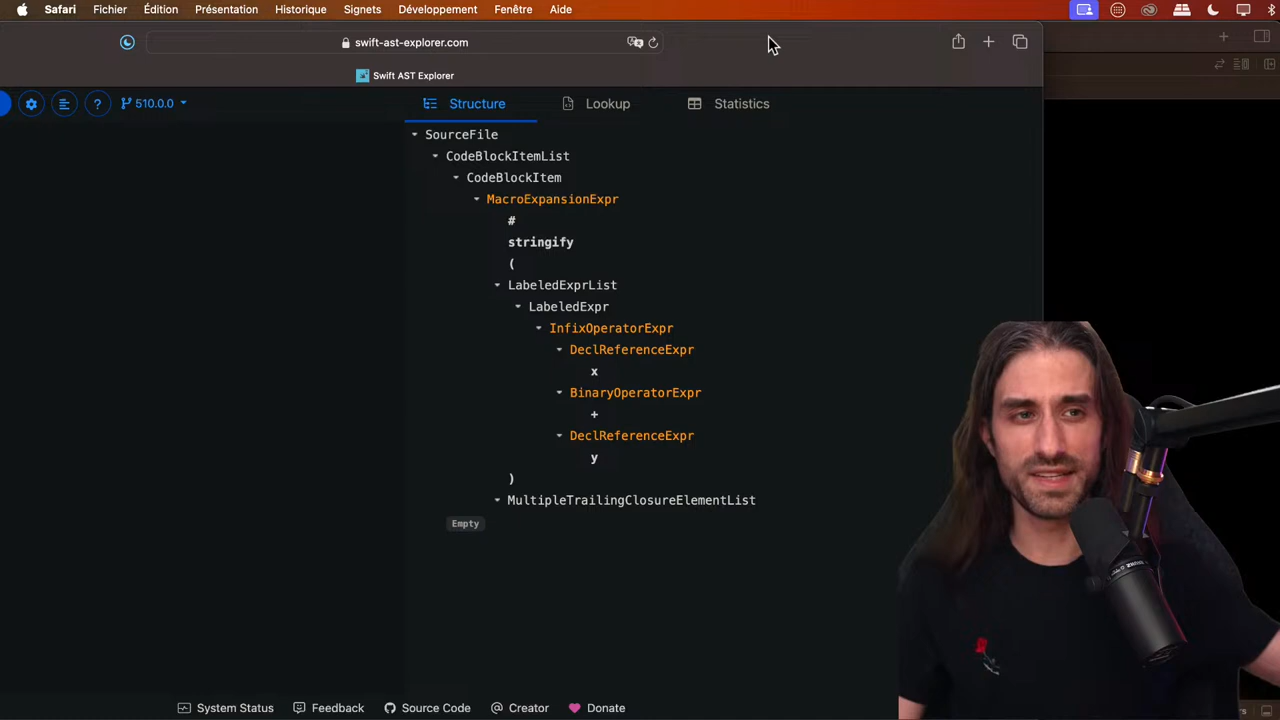 Safari Fichier Édition Présentation Historique Signets Développement Fenêtre Aide
swift-ast-explorer.com
Swift AST Explorer
? 510.0.0 Structure Lookup Statistics
SourceFile
CodeBlockItemList
CodeBlockItem
MacroExpansionExpr
#
stringify
(
LabeledExprList
LabeledExpr
InfixOperatorExpr
DeclReferenceExpr
x
BinaryOperatorExpr
+
DeclReferenceExpr
y
)
MultipleTrailingClosureElementList
Empty
System Status Feedback Source Code @ Creator Donate